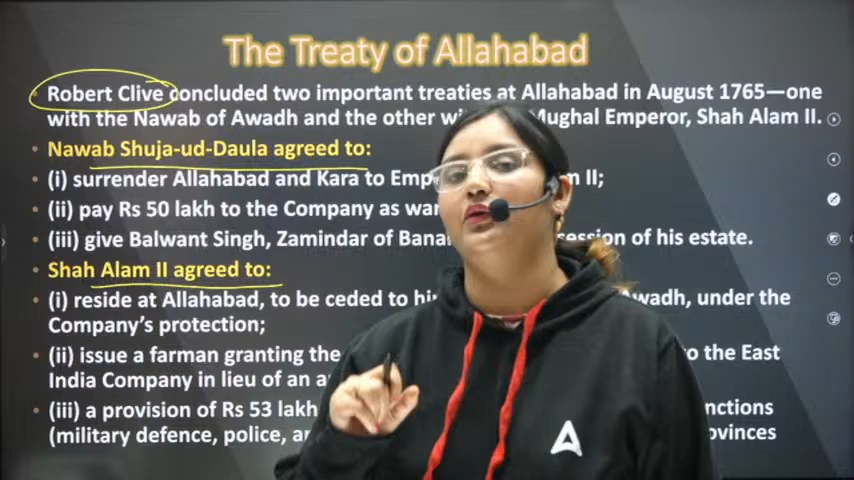 The Treaty of Allahabad
Robert Clive concluded two important treaties at Allahabad in August 1765—one
with the Nawab of Awadh and the other Mughal Emperor, Shah Alam II.
Nawab Shuja-ud-Daula agreed to:
(i) surrender Allahabad and Kara to II;
(ii) pay Rs 50 lakh to the Company as
(iii) give Balwant Singh, Zamindar of of his estate.
Shah Alam II agreed to:
(i) reside at Allahabad, to be ceded to Awadh, under the
Company's protection;
(ii) issue a farman granting the to the East
India Company in lieu of an
(iii) a provision of Rs 53 lakh
(military defence, police,